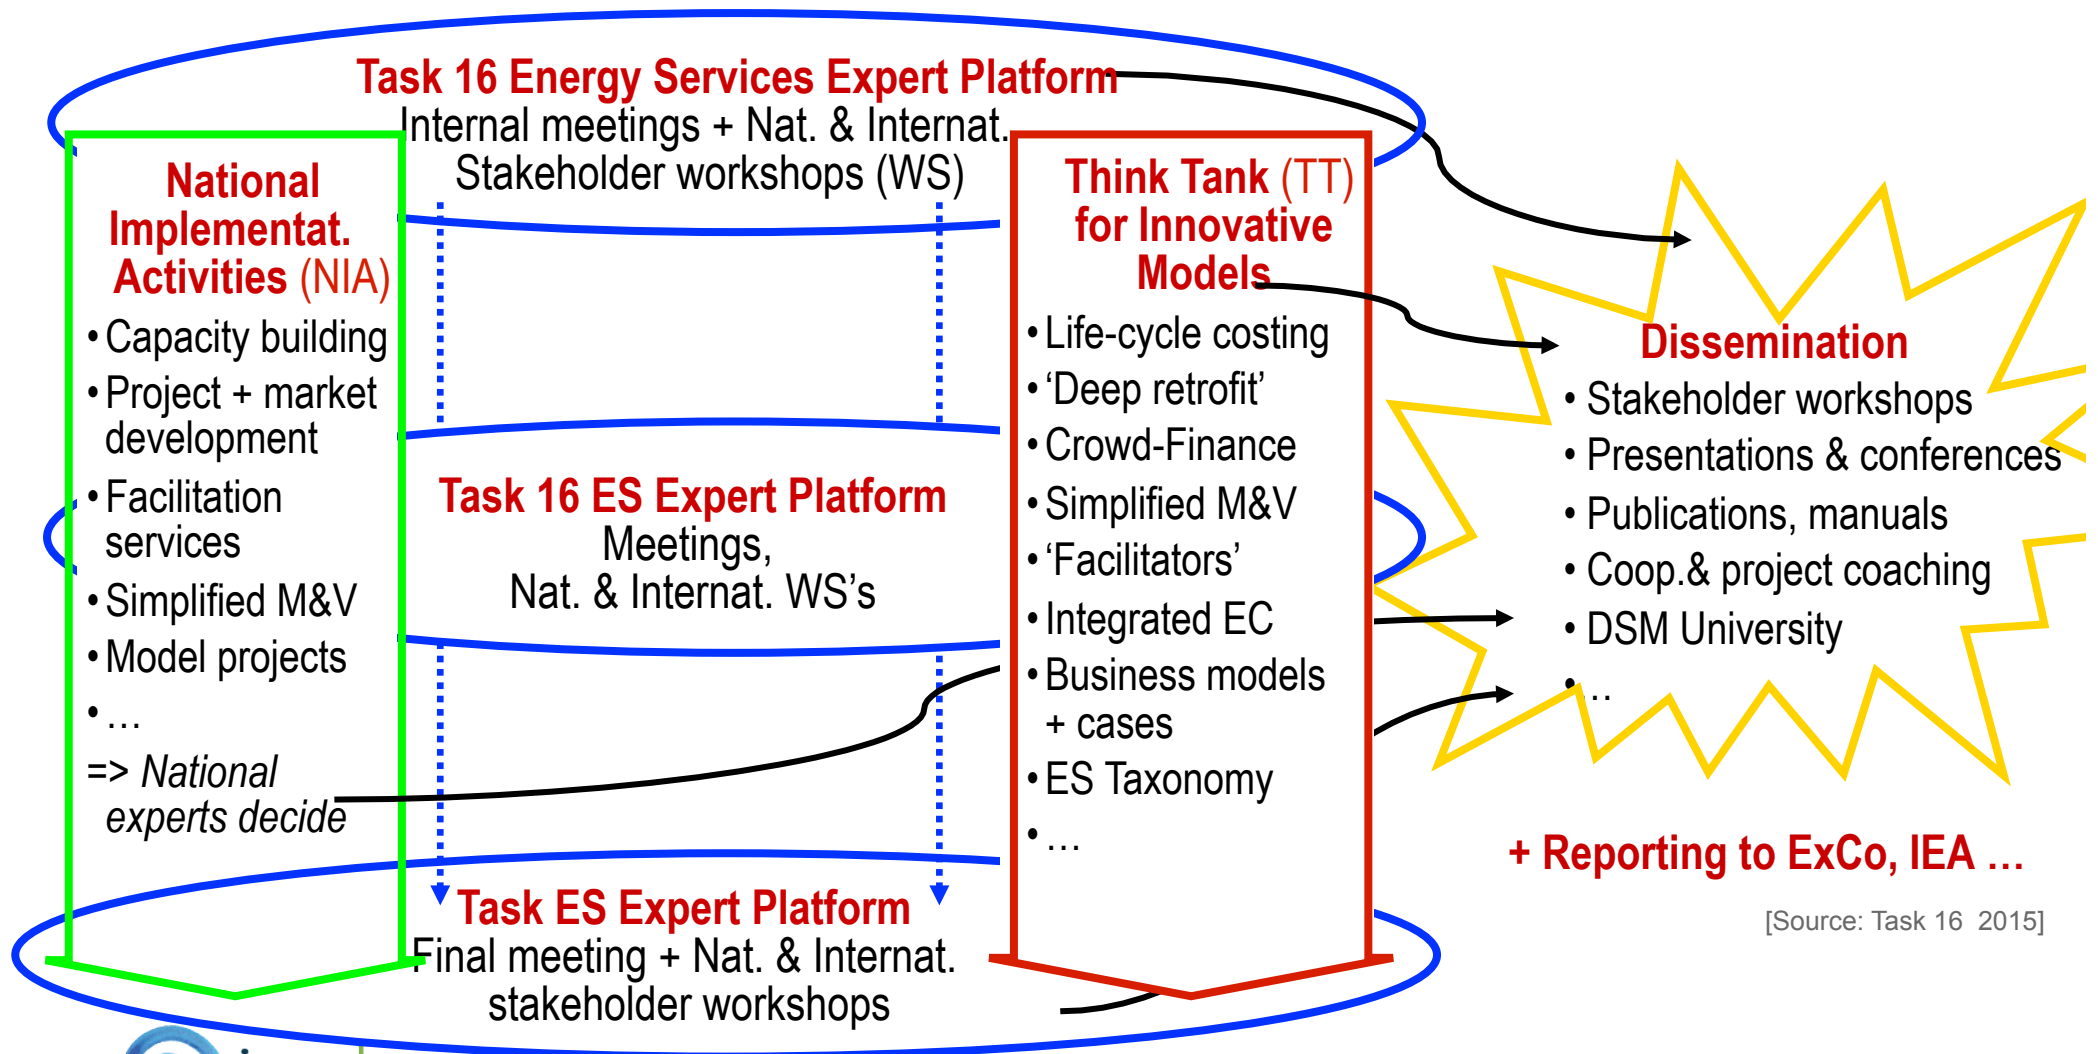 Task 16 Energy Services Expert Platform
Internal meetings + Nat. & Internat.
Stakeholder workshops (WS)
National
Implementat.
Activities (NIA)
• Capacity building
• Project + market
development
• Facilitation
services
• Simplified M&V
• Model projects
• …
=> National
experts decide
Task 16 ES Expert Platform
Meetings,
Nat. & Internat. WS’s
Task ES Expert Platform
Final meeting + Nat. & Internat.
stakeholder workshops
Think Tank (TT)
for Innovative
Models
• Life-cycle costing
• ‘Deep retrofit’
• Crowd-Finance
• Simplified M&V
• ‘Facilitators’
• Integrated EC
• Business models
+ cases
• ES Taxonomy
• …
Dissemination
• Stakeholder workshops
• Presentations & conferences
• Publications, manuals
• Coop.& project coaching
• DSM University
• …
+ Reporting to ExCo, IEA …
[Source: Task 16 2015]